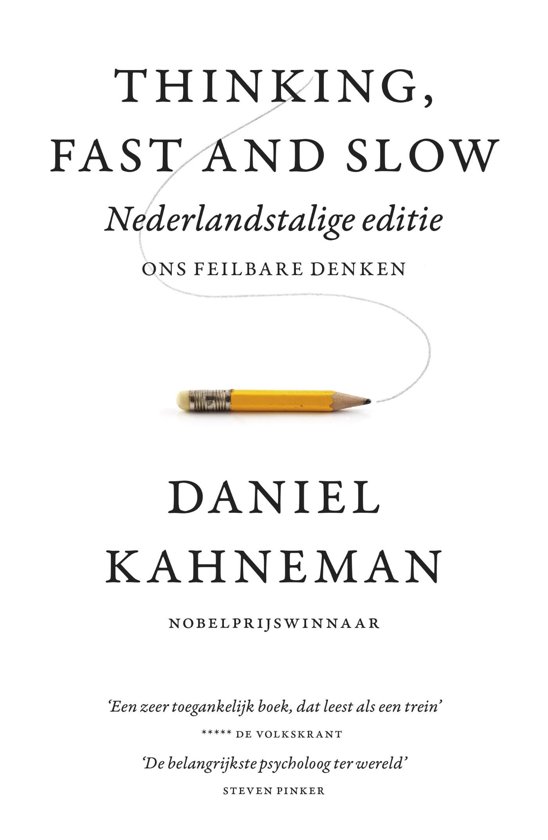 THINKING,
FAST AND SLOW
Nederlandstalige editie
ONS FEILBARE DENKEN
DANIEL
KAHNEMAN
NOBELPRIJSWINNAAR
‘Een zeer toegankelijk boek, dat leest als een trein’
***** DE VOLKSKRANT
‘De belangrijkste psycholoog ter wereld’
STEVEN PINKER